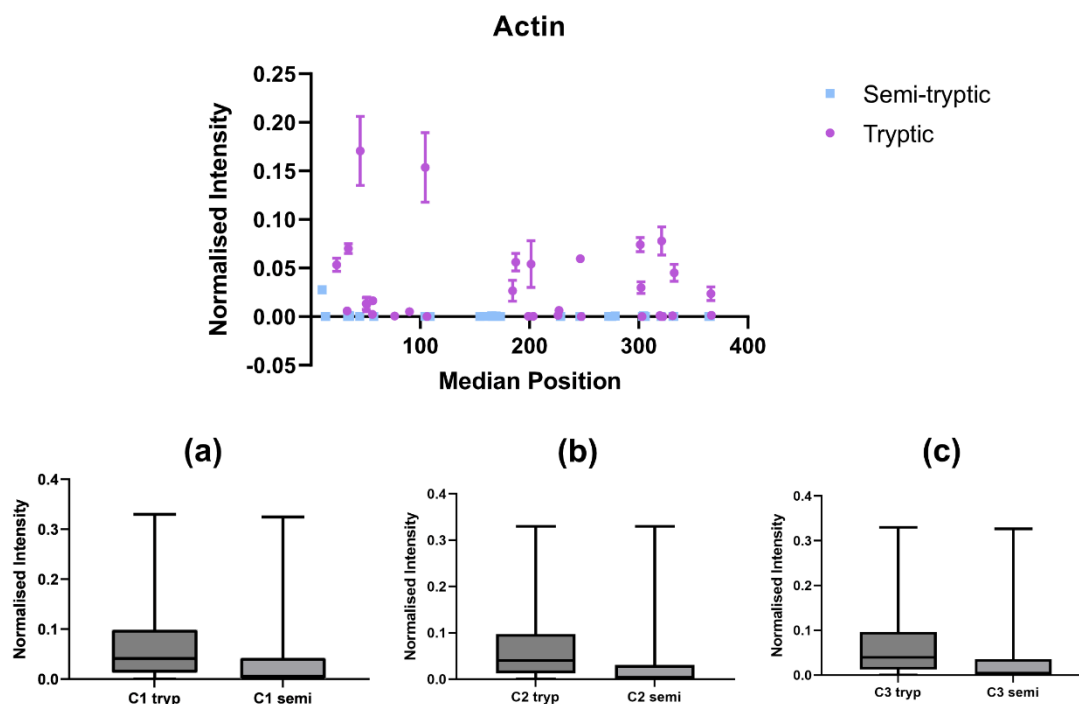 Actin
Normalised Intensity
0.25
0.20
0.15
0.10
0.05
0.00
-0.05
100
200
300
400
Median Position
Semi-tryptic
Tryptic
(a)
Normalised Intensity
0.4
0.3
0.2
0.1
0.0
C1 tryp
C1 semi
(b)
Normalised Intensity
0.4
0.3
0.2
0.1
0.0
C2 tryp
C2 semi
(c)
Normalised Intensity
0.4
0.3
0.2
0.1
0.0
C3 tryp
C3 semi